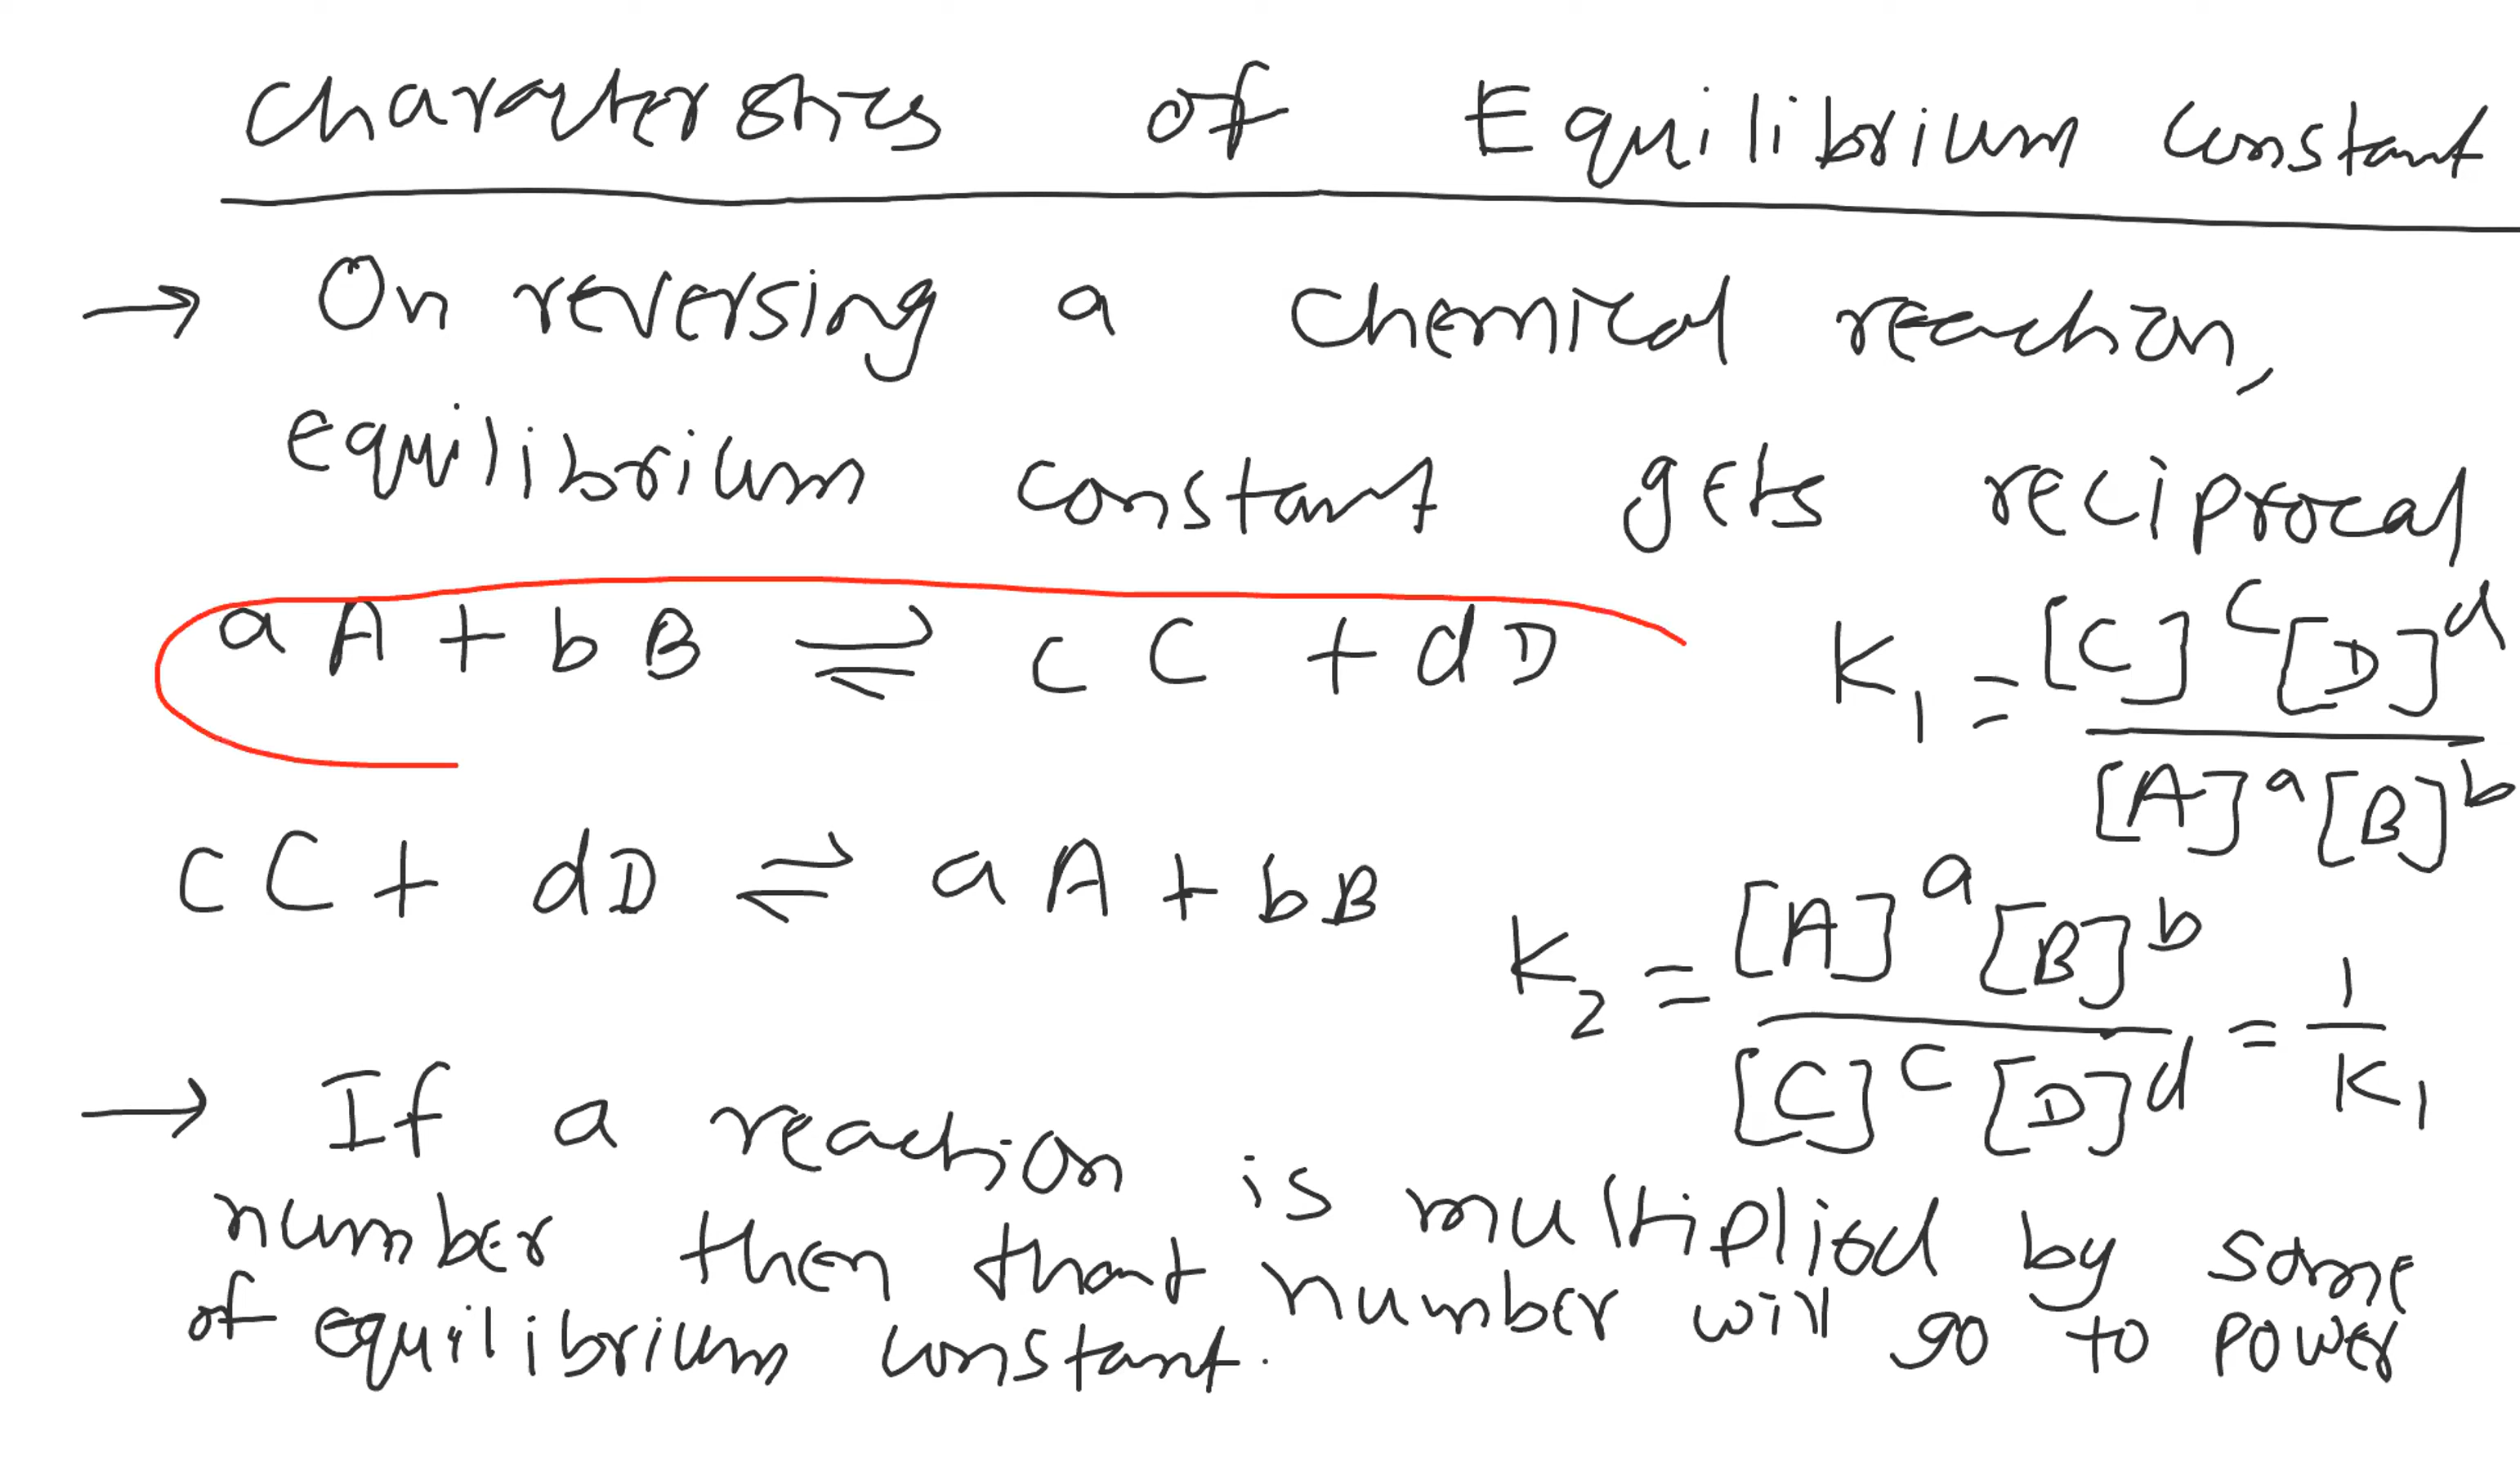 Characteristics of Equilibrium constant
→ On reversing a chemical reaction,
equilibrium constant gets reciprocal
aA + bB ⇌ cC + dD K₁ = [C]^c [D]^d / [A]^a [B]^b
cC + dD ⇌ aA + bB
K₂ = [A]^a [B]^b / [C]^c [D]^d = 1/K₁
→ If a reaction is multiplied by some
number then that number will go to power
of equilibrium constant.